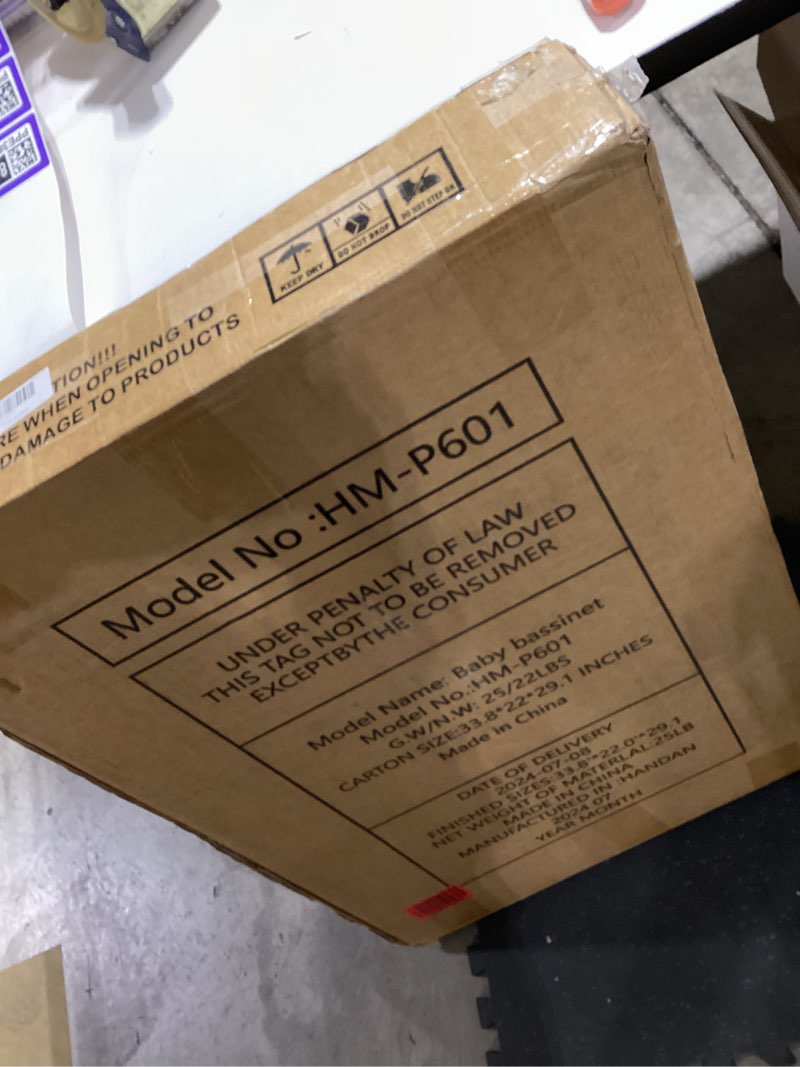 KEEP DRY
DO NOT DROP
DO NOT STEP ON
TION!!!
RE WHEN OPENING TO
DAMAGE TO PRODUCTS
Model No :HM-P601
UNDER PENALTY OF LAW
THIS TAG NOT TO BE REMOVED
EXCEPTBYTHE CONSUMER
Model Name: Baby bassinet
Model No.:HM-P601
G.W/N.W: 25/22LBS
CARTON SIZE:33.8*22*29.1 INCHES
Made in China
DATE OF DELIVERY
2024-07-08
FINISHED SIZES:33.8"*22.0"*29.1
NET WEIGHT OF MATERLAL:25LB
MADE IN CHINA
MANUFACTURED IN :HANDAN
2024 07
YEAR MONTH